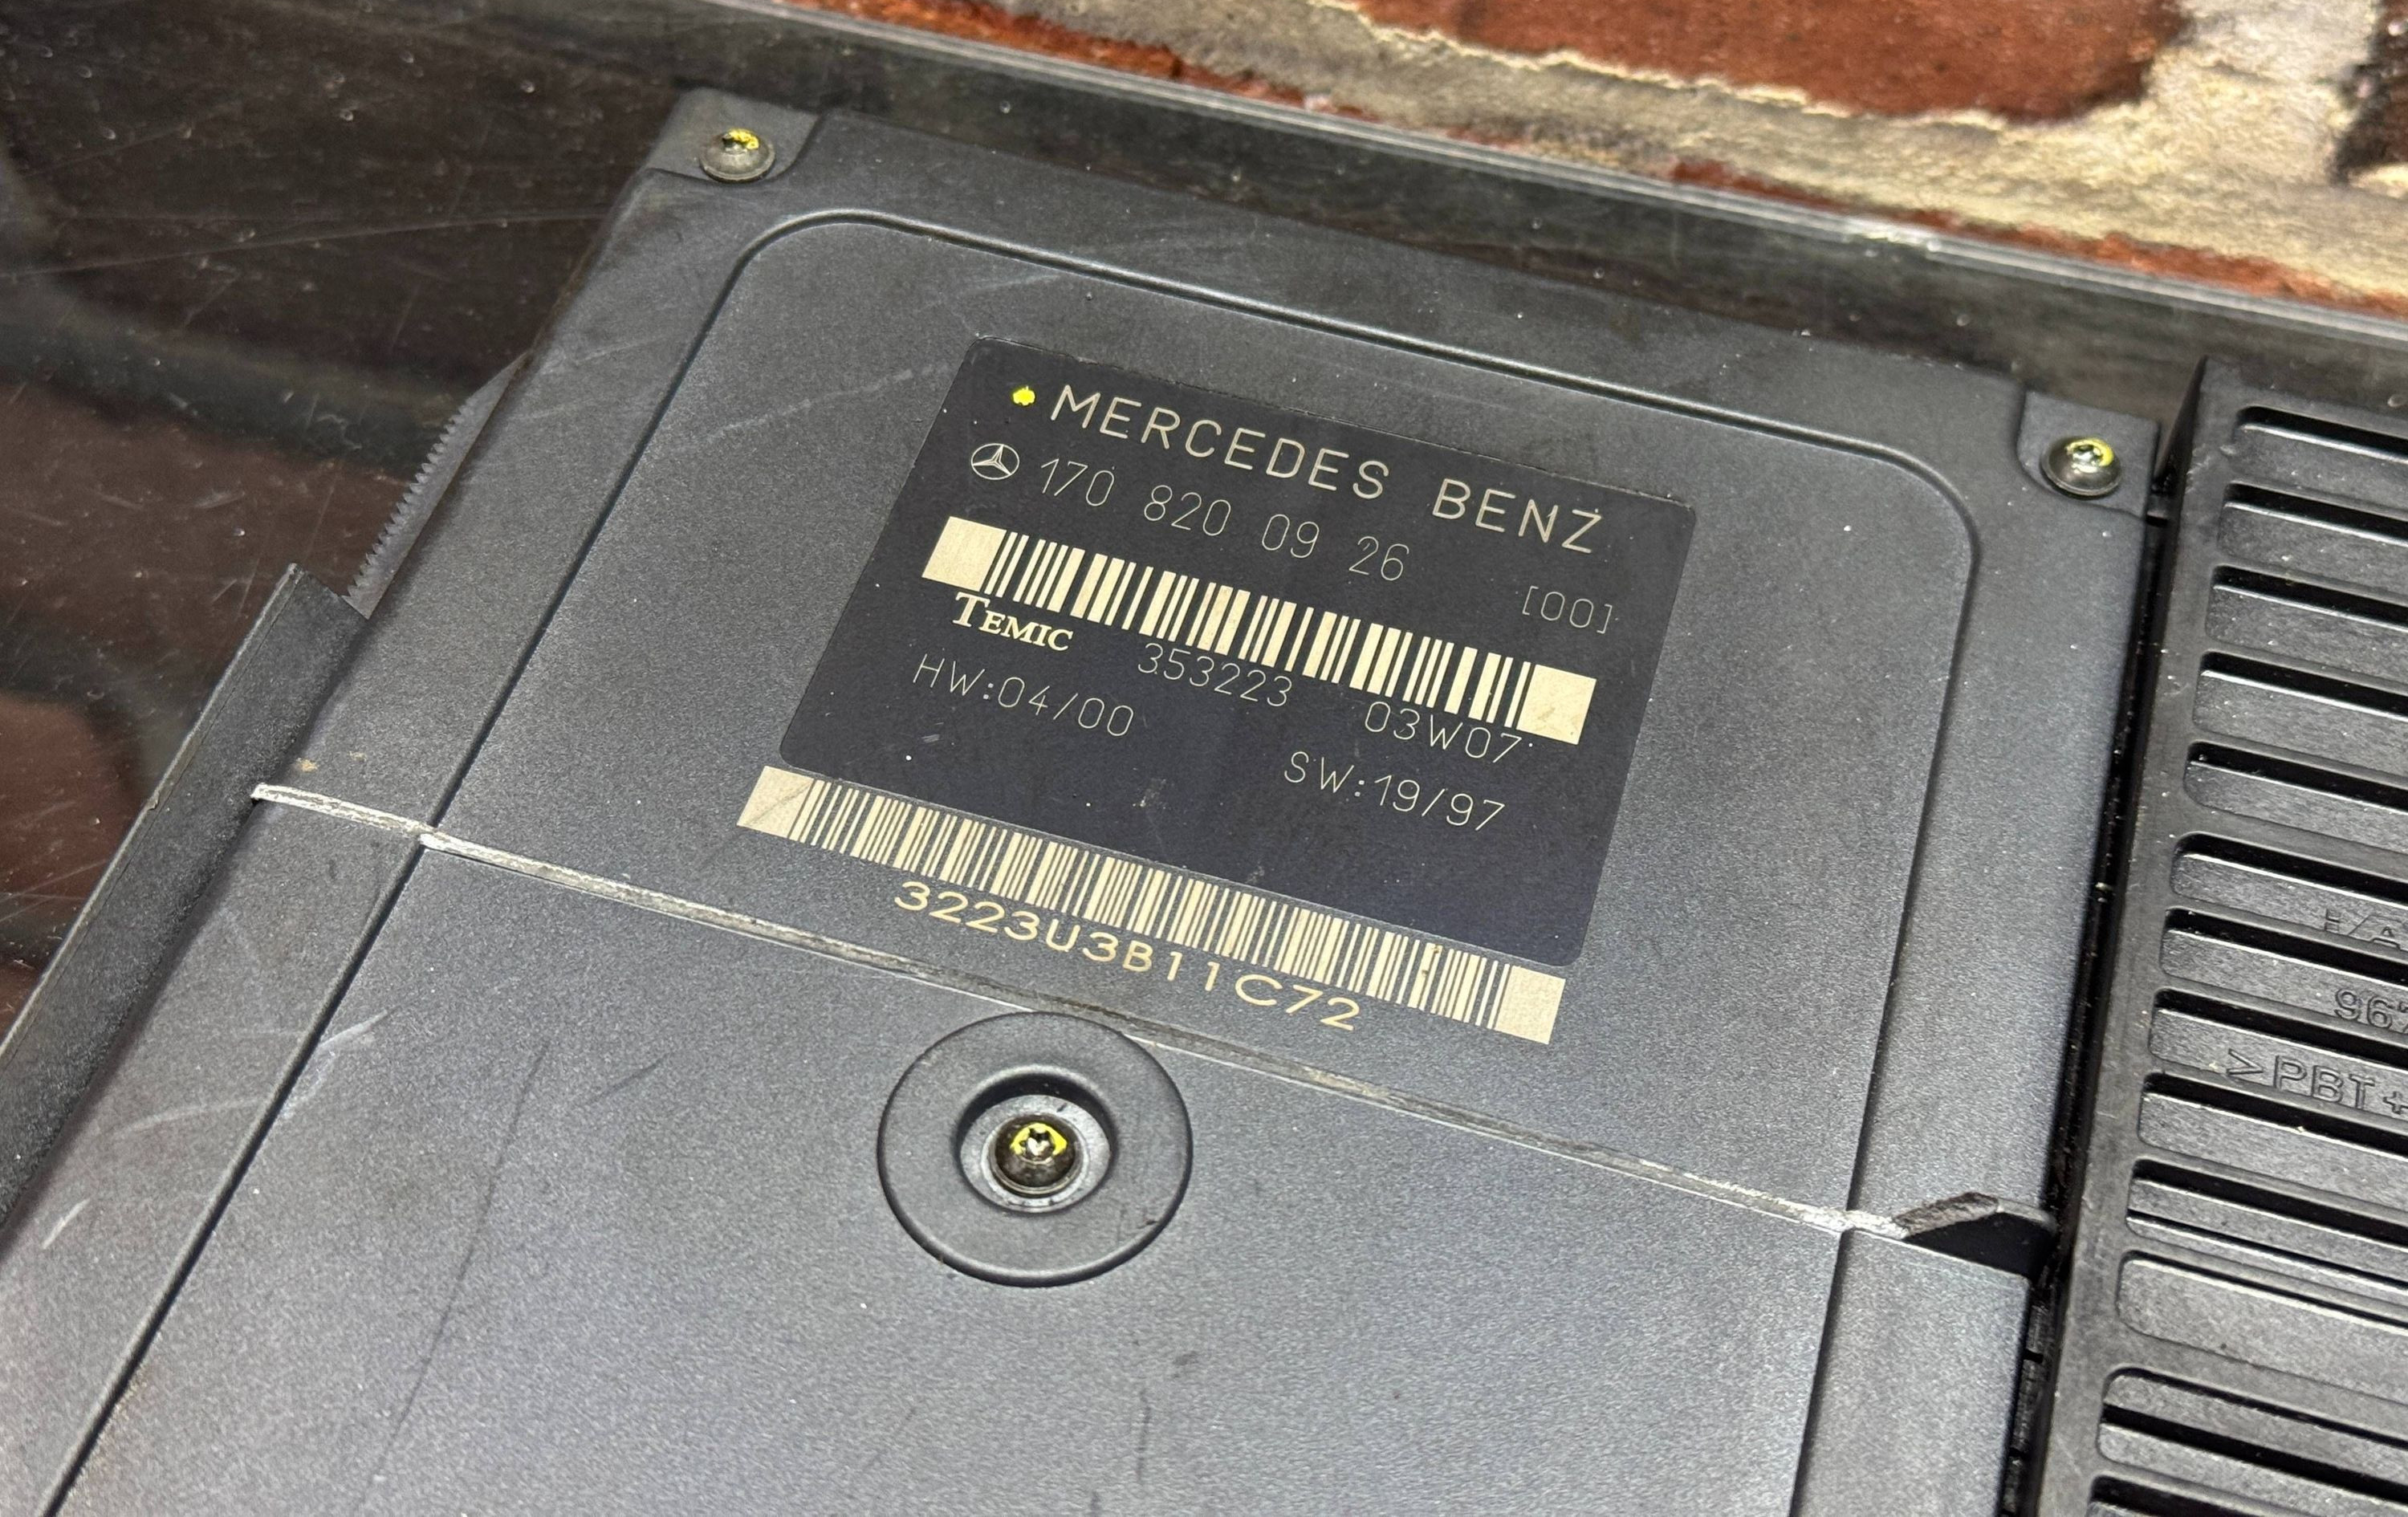 MERCEDES BENZ
170 820 09 26
[00]
TEMIC 353223 03W07
HW:04/00 SW:19/97
3223U3B11C72
96
>PBT+